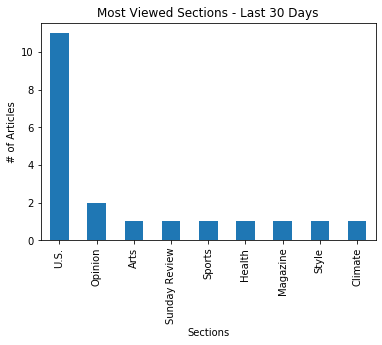 Most Viewed Sections - Last 30 Days
# of Articles
10
8
6
4
2
0
U.S.
Opinion
Arts
Sunday Review
Sports
Health
Magazine
Style
Climate
Sections